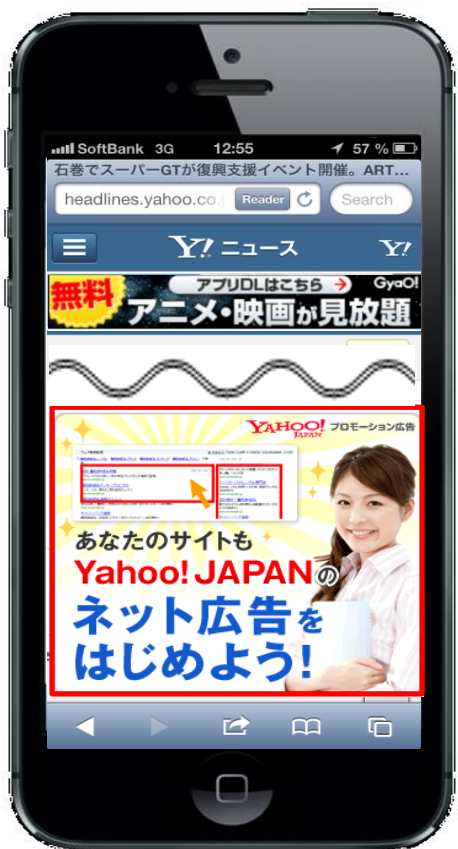 SoftBank 3G 12:55 57 %
石巻でスーパーGTが復興支援イベント開催。ART...
headlines.yahoo.co. Reader Search
Y! ニュース Y!
無料 アプリDLはこちら GyaO!
アニメ・映画が見放題
YAHOO! JAPAN プロモーション広告
あなたのサイトも
Yahoo! JAPANの
ネット広告を
はじめよう!